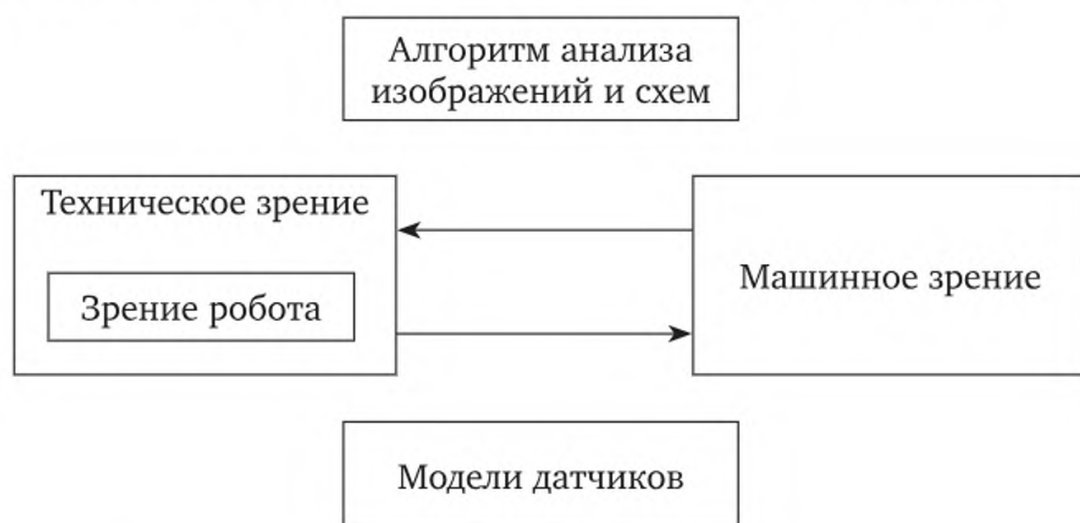 Алгоритм анализа
изображений и схем
Техническое зрение
Зрение робота
Машинное зрение
Модели датчиков